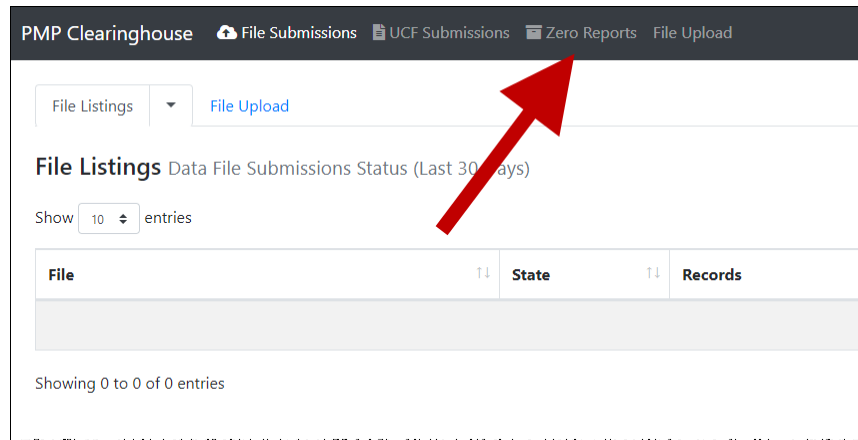 PMP Clearinghouse File Submissions UCF Submissions Zero Reports File Upload
File Listings File Upload
File Listings Data File Submissions Status (Last 30 ays)
Show 10 entries
File State Records
Showing 0 to 0 of 0 entries